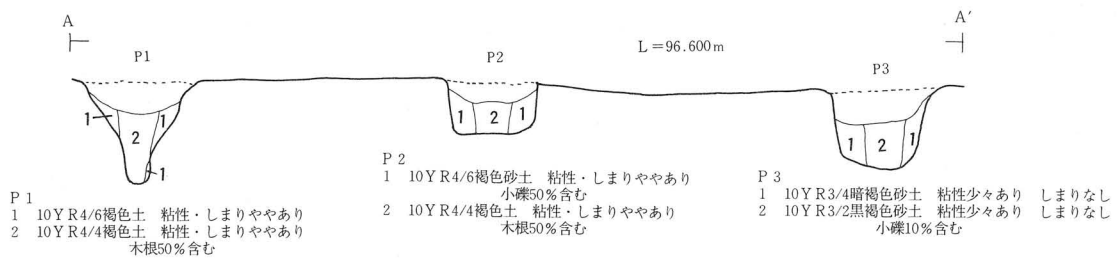 A
A′
P1
P2
P3
L=96.600m
1
2
1
1
1
2
1
1
2
1
P1
1 10YR4/6褐色土 粘性・しまりややあり
2 10YR4/4褐色土 粘性・しまりややあり
木根50%含む
P2
1 10YR4/6褐色砂土 粘性・しまりややあり
小礫50%含む
2 10YR4/4褐色土 粘性・しまりややあり
木根50%含む
P3
1 10YR3/4暗褐色砂土 粘性少々あり しまりなし
2 10YR3/2黒褐色砂土 粘性少々あり しまりなし
小礫10%含む